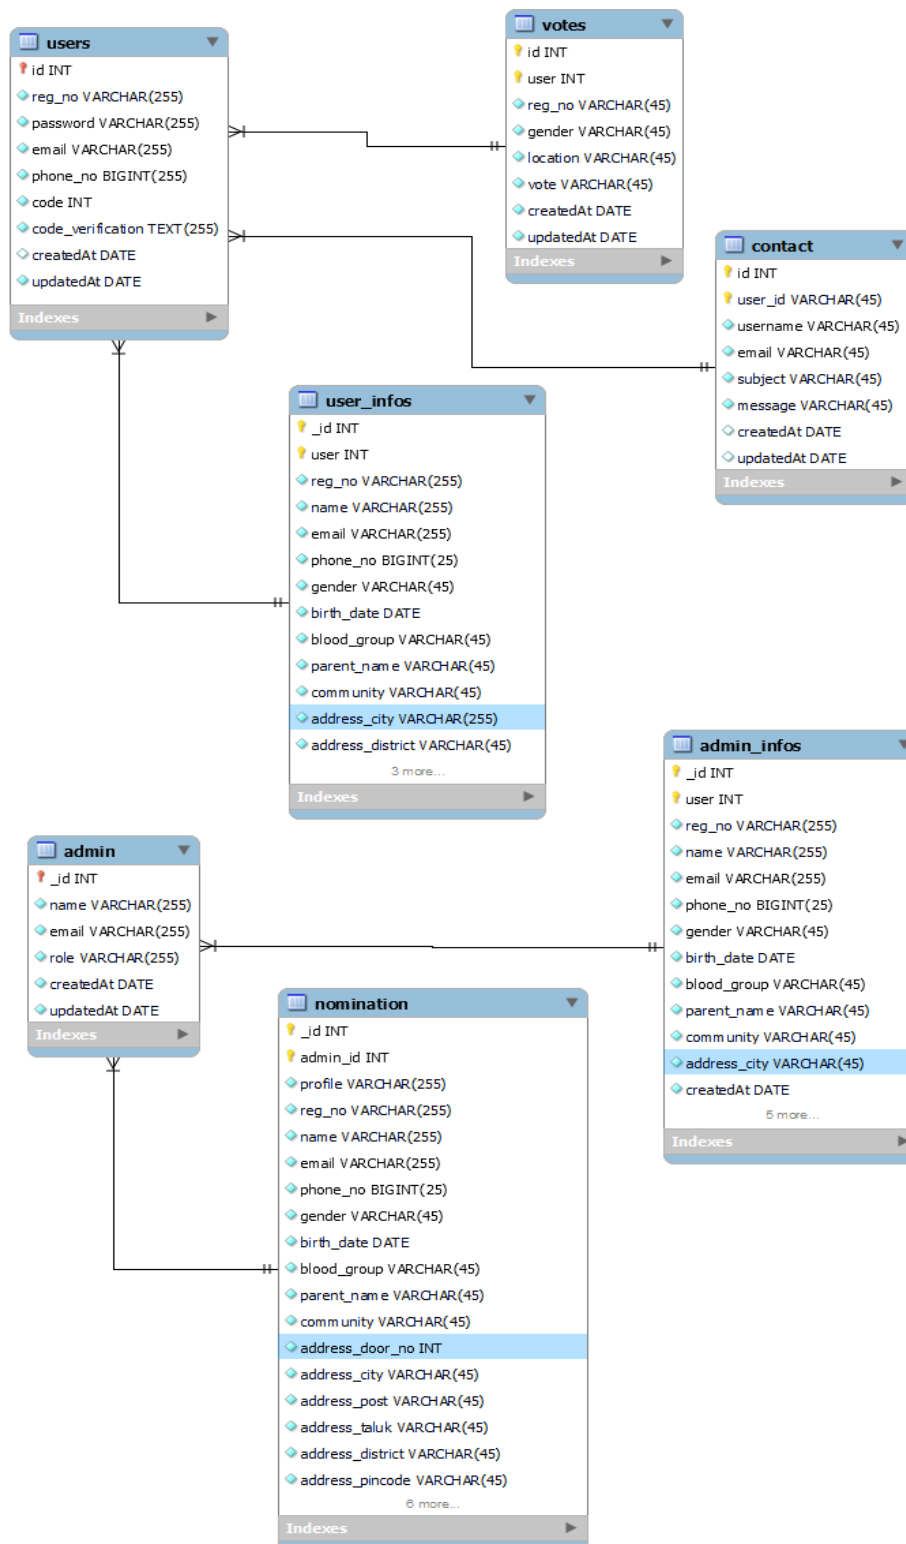 users
id INT
reg_no VARCHAR(255)
password VARCHAR(255)
email VARCHAR(255)
phone_no BIGINT(255)
code INT
code_verification TEXT(255)
createdAt DATE
updatedAt DATE
Indexes
votes
id INT
user INT
reg_no VARCHAR(45)
gender VARCHAR(45)
location VARCHAR(45)
vote VARCHAR(45)
createdAt DATE
updatedAt DATE
Indexes
contact
id INT
user_id VARCHAR(45)
username VARCHAR(45)
email VARCHAR(45)
subject VARCHAR(45)
message VARCHAR(45)
createdAt DATE
updatedAt DATE
Indexes
user_infos
_id INT
user INT
reg_no VARCHAR(255)
name VARCHAR(255)
email VARCHAR(255)
phone_no BIGINT(25)
gender VARCHAR(45)
birth_date DATE
blood_group VARCHAR(45)
parent_name VARCHAR(45)
community VARCHAR(45)
address_city VARCHAR(255)
address_district VARCHAR(45)
3 more...
Indexes
admin_infos
_id INT
user INT
reg_no VARCHAR(255)
name VARCHAR(255)
email VARCHAR(255)
phone_no BIGINT(25)
gender VARCHAR(45)
birth_date DATE
blood_group VARCHAR(45)
parent_name VARCHAR(45)
community VARCHAR(45)
address_city VARCHAR(45)
createdAt DATE
5 more...
Indexes
admin
_id INT
name VARCHAR(255)
email VARCHAR(255)
role VARCHAR(255)
createdAt DATE
updatedAt DATE
Indexes
nomination
_id INT
admin_id INT
profile VARCHAR(255)
reg_no VARCHAR(255)
name VARCHAR(255)
email VARCHAR(255)
phone_no BIGINT(25)
gender VARCHAR(45)
birth_date DATE
blood_group VARCHAR(45)
parent_name VARCHAR(45)
community VARCHAR(45)
address_door_no INT
address_city VARCHAR(45)
address_post VARCHAR(45)
address_taluk VARCHAR(45)
address_district VARCHAR(45)
address_pincode VARCHAR(45)
6 more...
Indexes